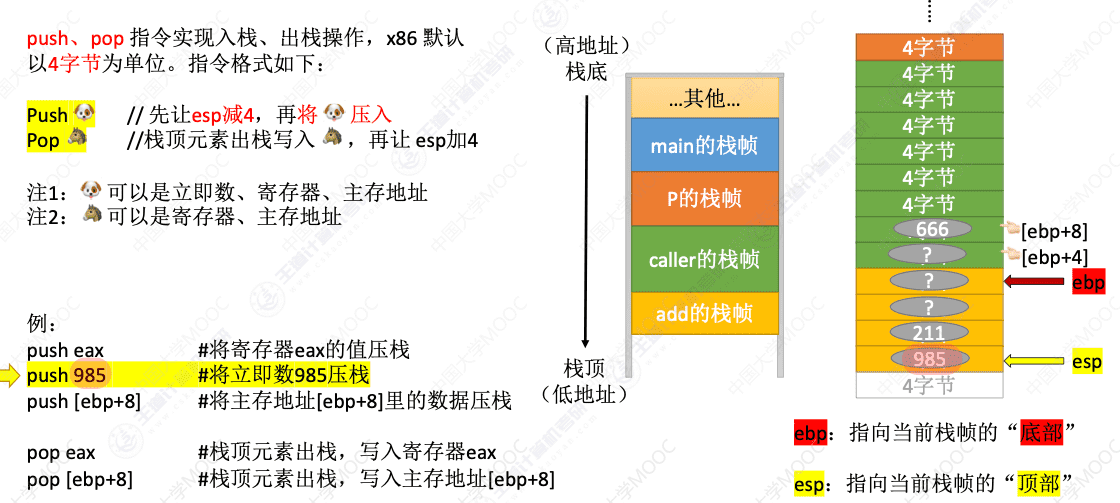 push、pop 指令实现入栈、出栈操作，x86 默认
以4字节为单位。指令格式如下：
Push 🐶 // 先让esp减4，再将 🐶 压入
Pop 🐴 //栈顶元素出栈写入 🐴 ，再让 esp加4
注1： 🐶 可以是立即数、寄存器、主存地址
注2： 🐴 可以是寄存器、主存地址
例：
push eax #将寄存器eax的值压栈
push 985 #将立即数985压栈
push [ebp+8] #将主存地址[ebp+8]里的数据压栈
pop eax #栈顶元素出栈，写入寄存器eax
pop [ebp+8] #栈顶元素出栈，写入主存地址[ebp+8]
（高地址）
栈底
栈顶
（低地址）
...其他...
main的栈帧
P的栈帧
caller的栈帧
add的栈帧
4字节
4字节
4字节
4字节
4字节
4字节
4字节
666 [ebp+8]
? [ebp+4]
? ebp
?
211
985 esp
4字节
ebp：指向当前栈帧的“底部”
esp：指向当前栈帧的“顶部”